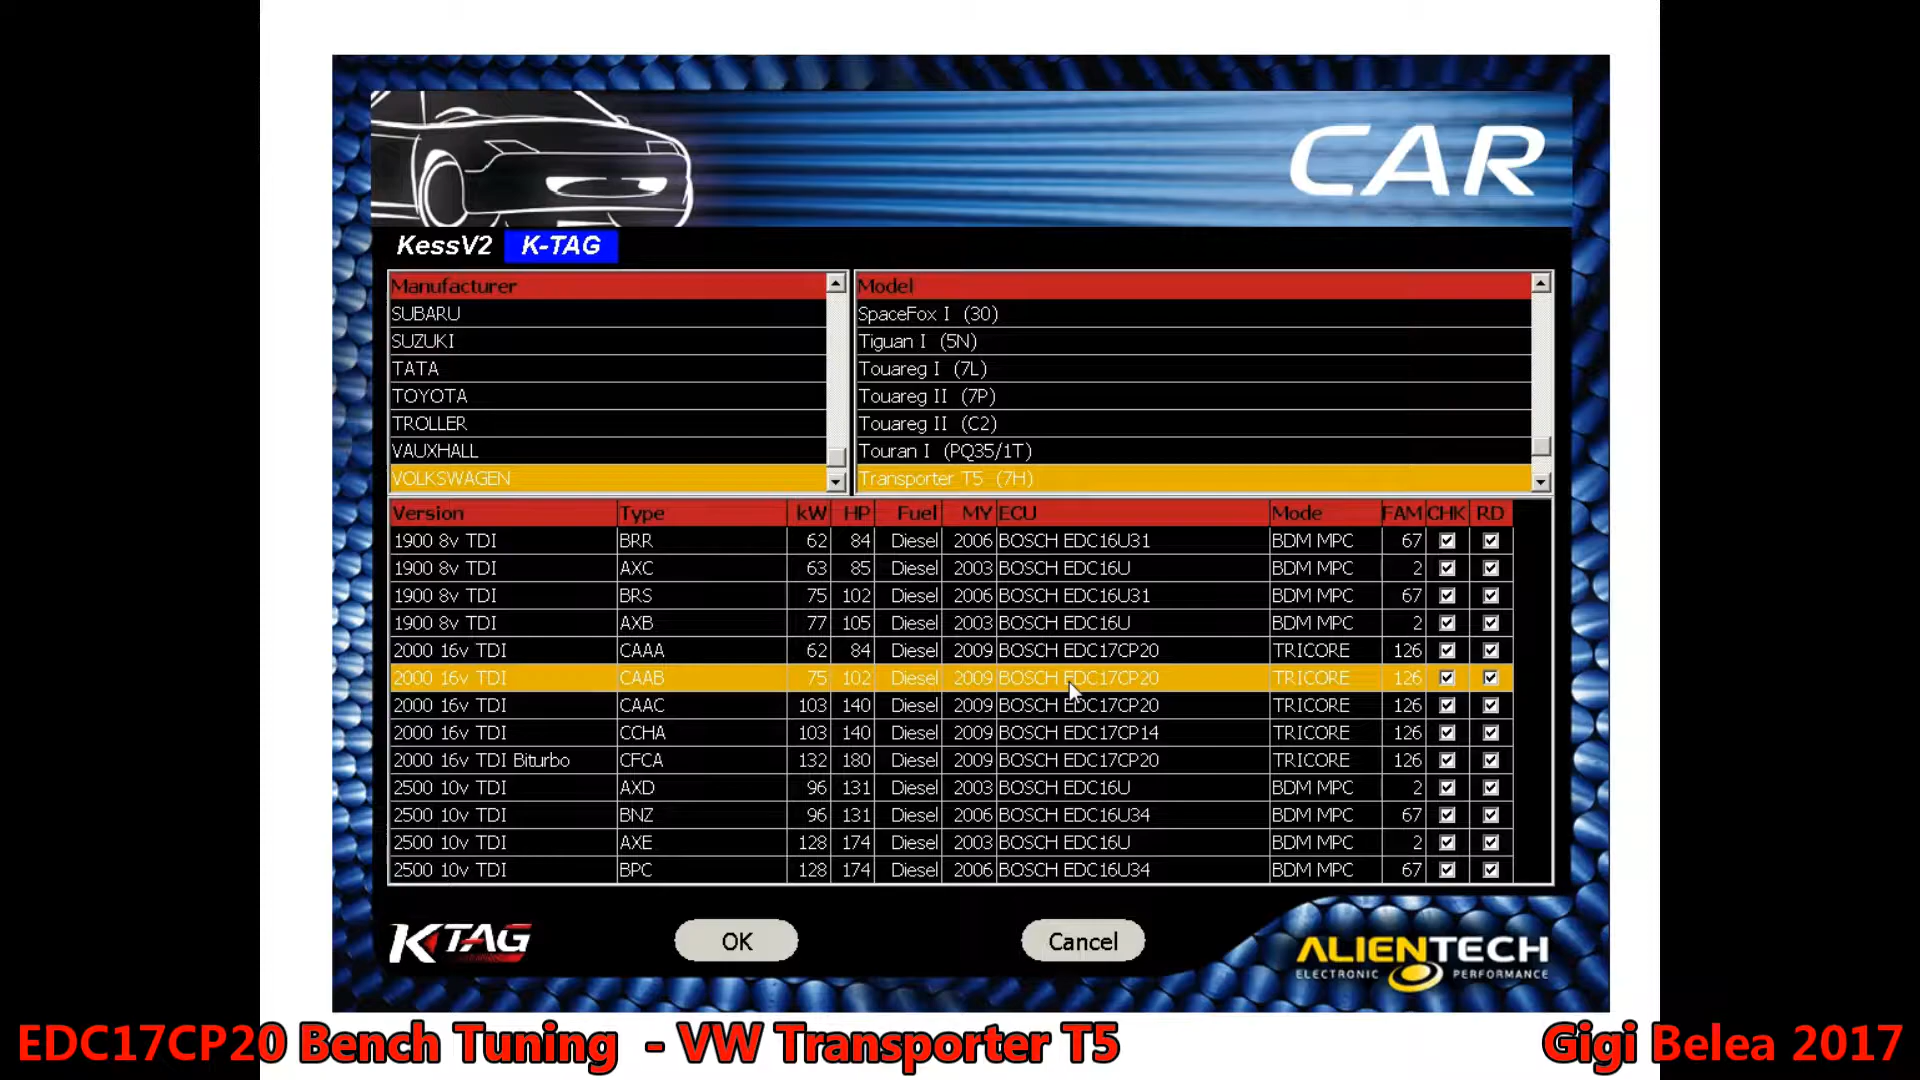 CAR
KessV2 K-TAG
Manufacturer Model
SUBARU SpaceFox I (30)
SUZUKI Tiguan I (5N)
TATA Touareg I (7L)
TOYOTA Touareg II (7P)
TROLLER Touareg II (C2)
VAUXHALL Touran I (PQ35/1T)
VOLKSWAGEN Transporter T5 (7H)
Version Type kW HP Fuel MY ECU Mode FAM CHK RD
1900 8v TDI BRR 62 84 Diesel 2006 BOSCH EDC16U31 BDM MPC 67
1900 8v TDI AXC 63 85 Diesel 2003 BOSCH EDC16U BDM MPC 2
1900 8v TDI BRS 75 102 Diesel 2006 BOSCH EDC16U31 BDM MPC 67
1900 8v TDI AXB 77 105 Diesel 2003 BOSCH EDC16U BDM MPC 2
2000 16v TDI CAAA 62 84 Diesel 2009 BOSCH EDC17CP20 TRICORE 126
2000 16v TDI CAAB 75 102 Diesel 2009 BOSCH EDC17CP20 TRICORE 126
2000 16v TDI CAAC 103 140 Diesel 2009 BOSCH EDC17CP20 TRICORE 126
2000 16v TDI CCHA 103 140 Diesel 2009 BOSCH EDC17CP14 TRICORE 126
2000 16v TDI Biturbo CFCA 132 180 Diesel 2009 BOSCH EDC17CP20 TRICORE 126
2500 10v TDI AXD 96 131 Diesel 2003 BOSCH EDC16U BDM MPC 2
2500 10v TDI BNZ 96 131 Diesel 2006 BOSCH EDC16U34 BDM MPC 67
2500 10v TDI AXE 128 174 Diesel 2003 BOSCH EDC16U BDM MPC 2
2500 10v TDI BPC 128 174 Diesel 2006 BOSCH EDC16U34 BDM MPC 67
KTAG OK Cancel ALIENTECH
ELECTRONIC PERFORMANCE
EDC17CP20 Bench Tuning - VW Transporter T5 Gigi Belea 2017